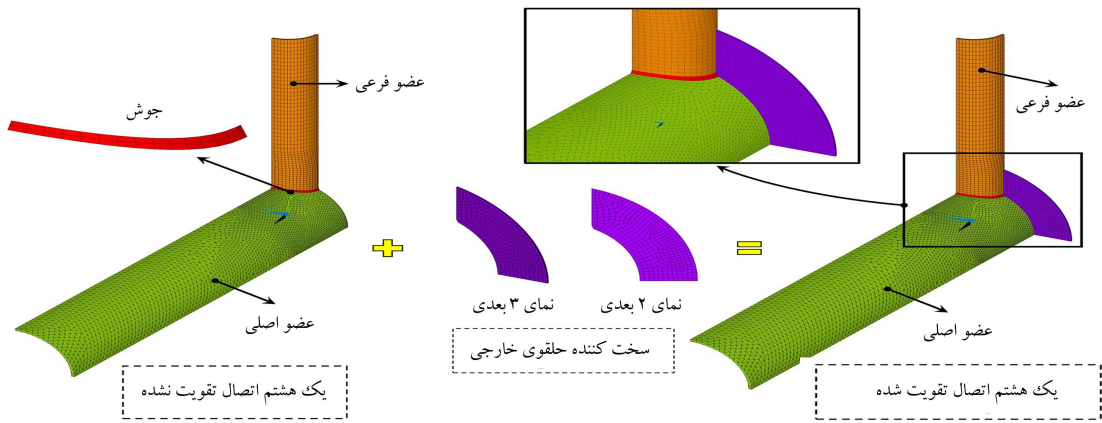 عضو فرعی
جوش
عضو اصلی
یک هشتم اتصال تقویت نشده
نمای ۳ بعدی
نمای ۲ بعدی
سخت کننده حلقوی خارجی
عضو فرعی
عضو اصلی
یک هشتم اتصال تقویت شده